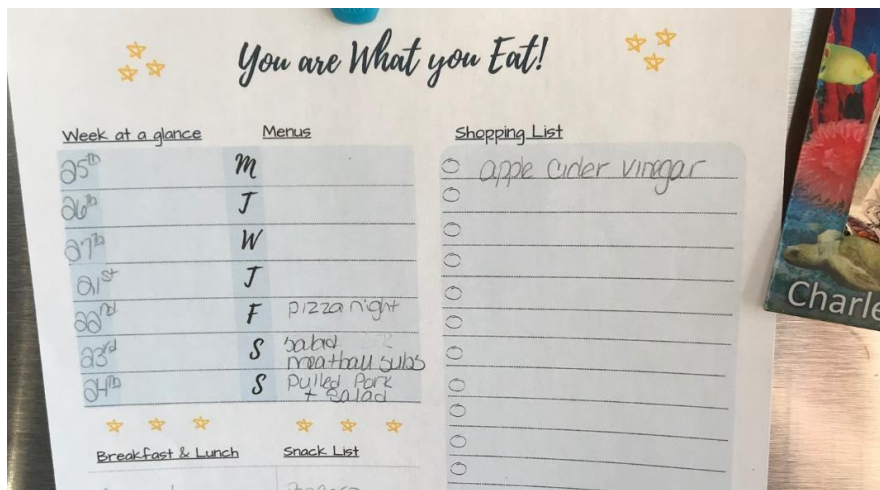 You are What you Eat!
Week at a glance Menus
25th M
26th T
27th W
21st T
22nd F pizza night
23rd S salad
meatball subs
24th S Pulled Pork
+ salad
Shopping List
apple cider vinegar
Breakfast & Lunch Snack List
Charle